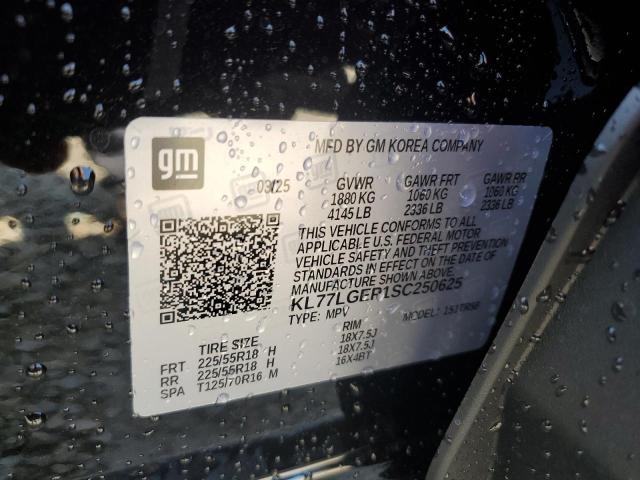 MFD BY GM KOREA COMPANY
gm
03/25 GVWR GAWR FRT GAWR RR
1880 KG 1060 KG 1060 KG
4145 LB 2336 LB 2336 LB
THIS VEHICLE CONFORMS TO ALL
APPLICABLE U.S. FEDERAL MOTOR
VEHICLE SAFETY AND THEFT PREVENTION
STANDARDS IN EFFECT ON THE DATE OF
MANUFACTURE SHOWN ABOVE.
KL77LGEP1SC250625
TYPE: MPV MODEL:
TIRE SIZE RIM
FRT 225/55R18 H 18X7.5J
RR 225/55R18 H 18X7.5J
SPA T125/70R16 M 16X4BT